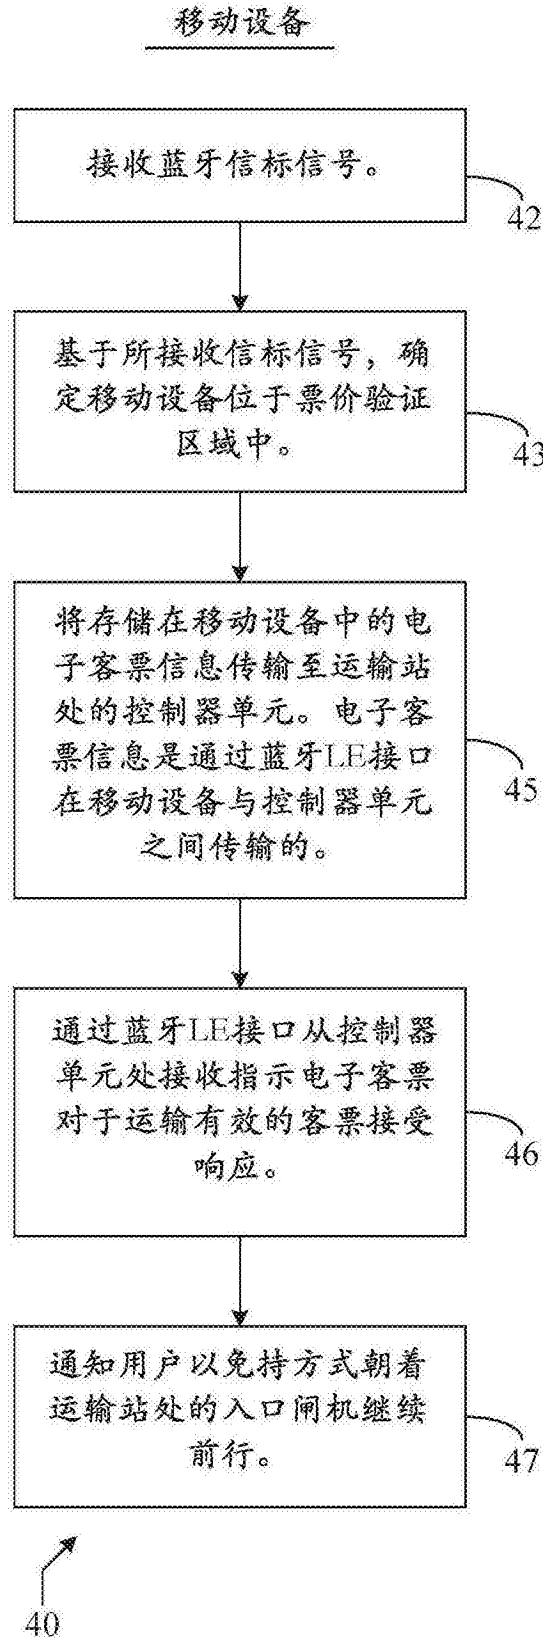 移动设备
接收蓝牙信标信号。
42
基于所接收信标信号，确
定移动设备位于票价验证
区域中。
43
将存储在移动设备中的电
子客票信息传输至运输站
处的控制器单元。电子客
票信息是通过蓝牙LE接口
在移动设备与控制器单元
之间传输的。
45
通过蓝牙LE接口从控制器
单元处接收指示电子客票
对于运输有效的客票接受
响应。
46
通知用户以免持方式朝着
运输站处的入口闸机继续
前行。
47
40